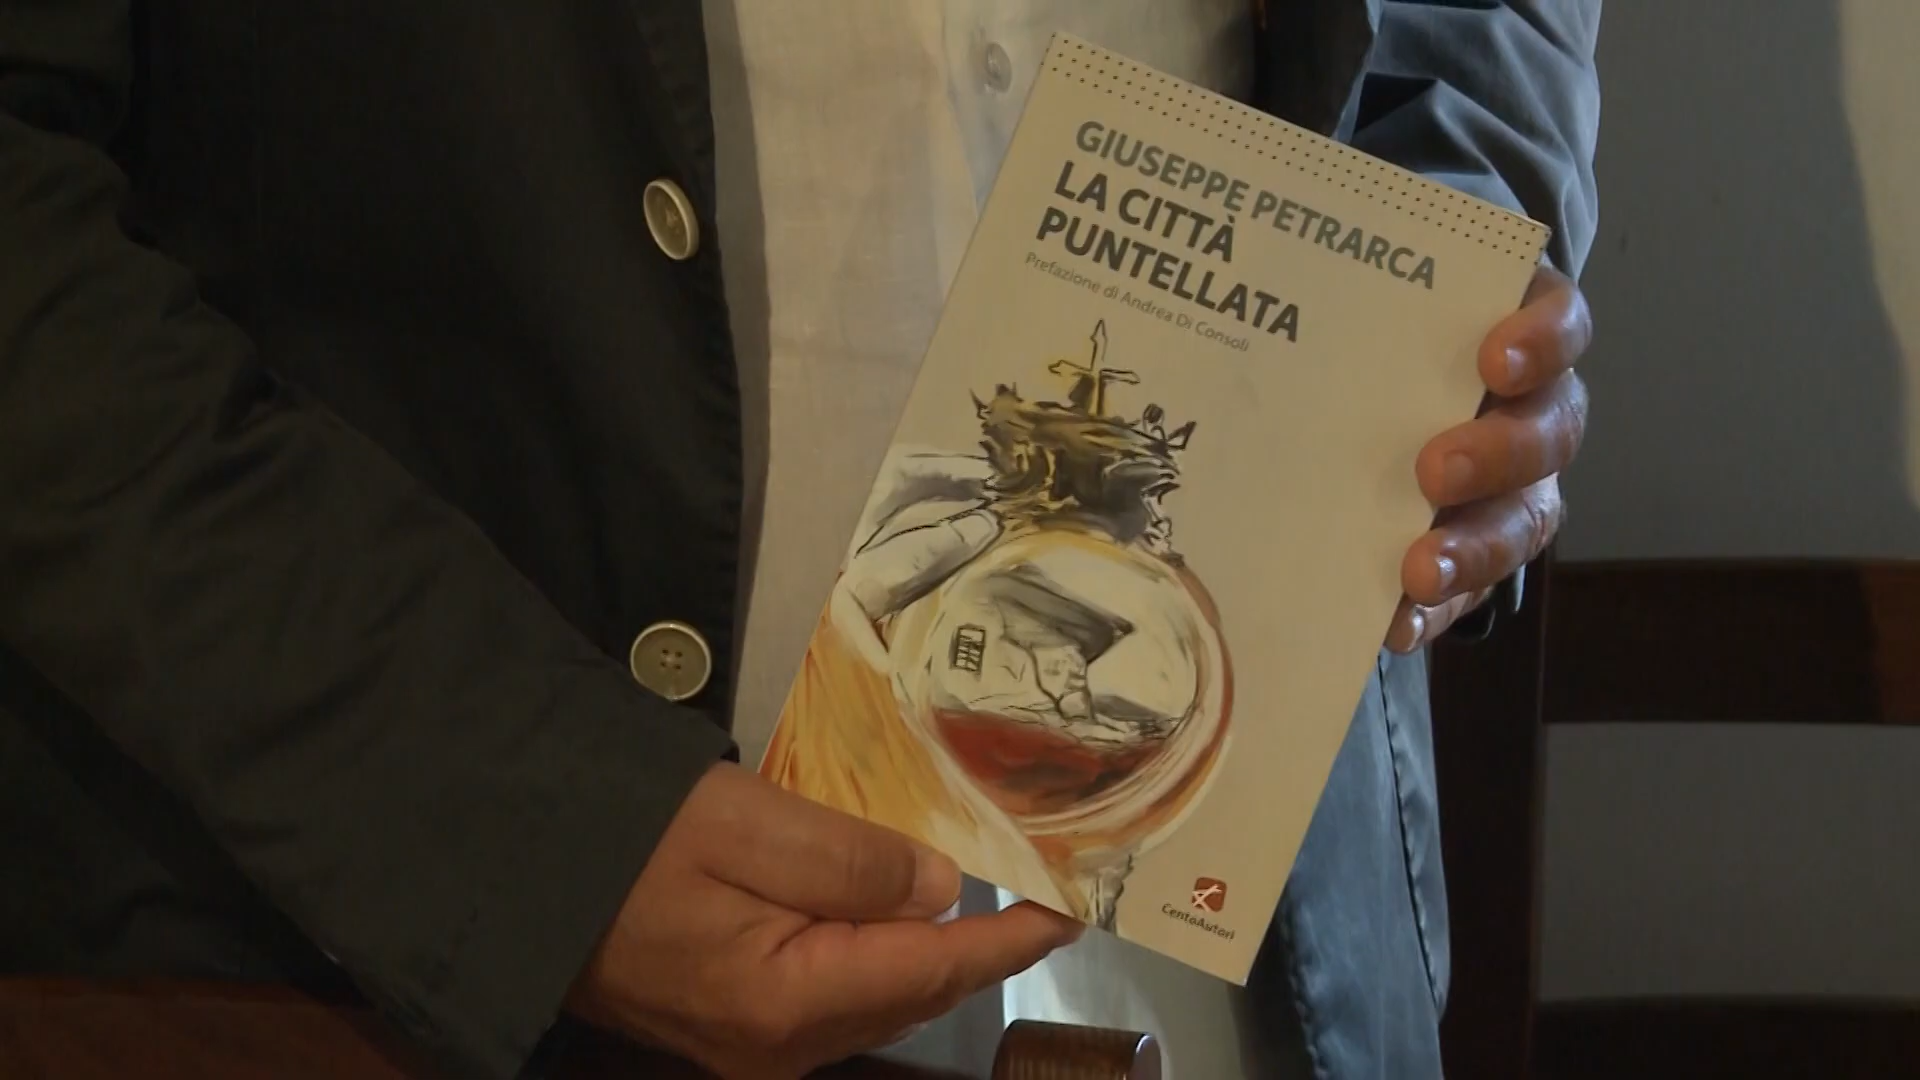 GIUSEPPE PETRARCA
LA CITTÀ
PUNTELLATA
Prefazione di Andrea Di Consoli
CentoAutori